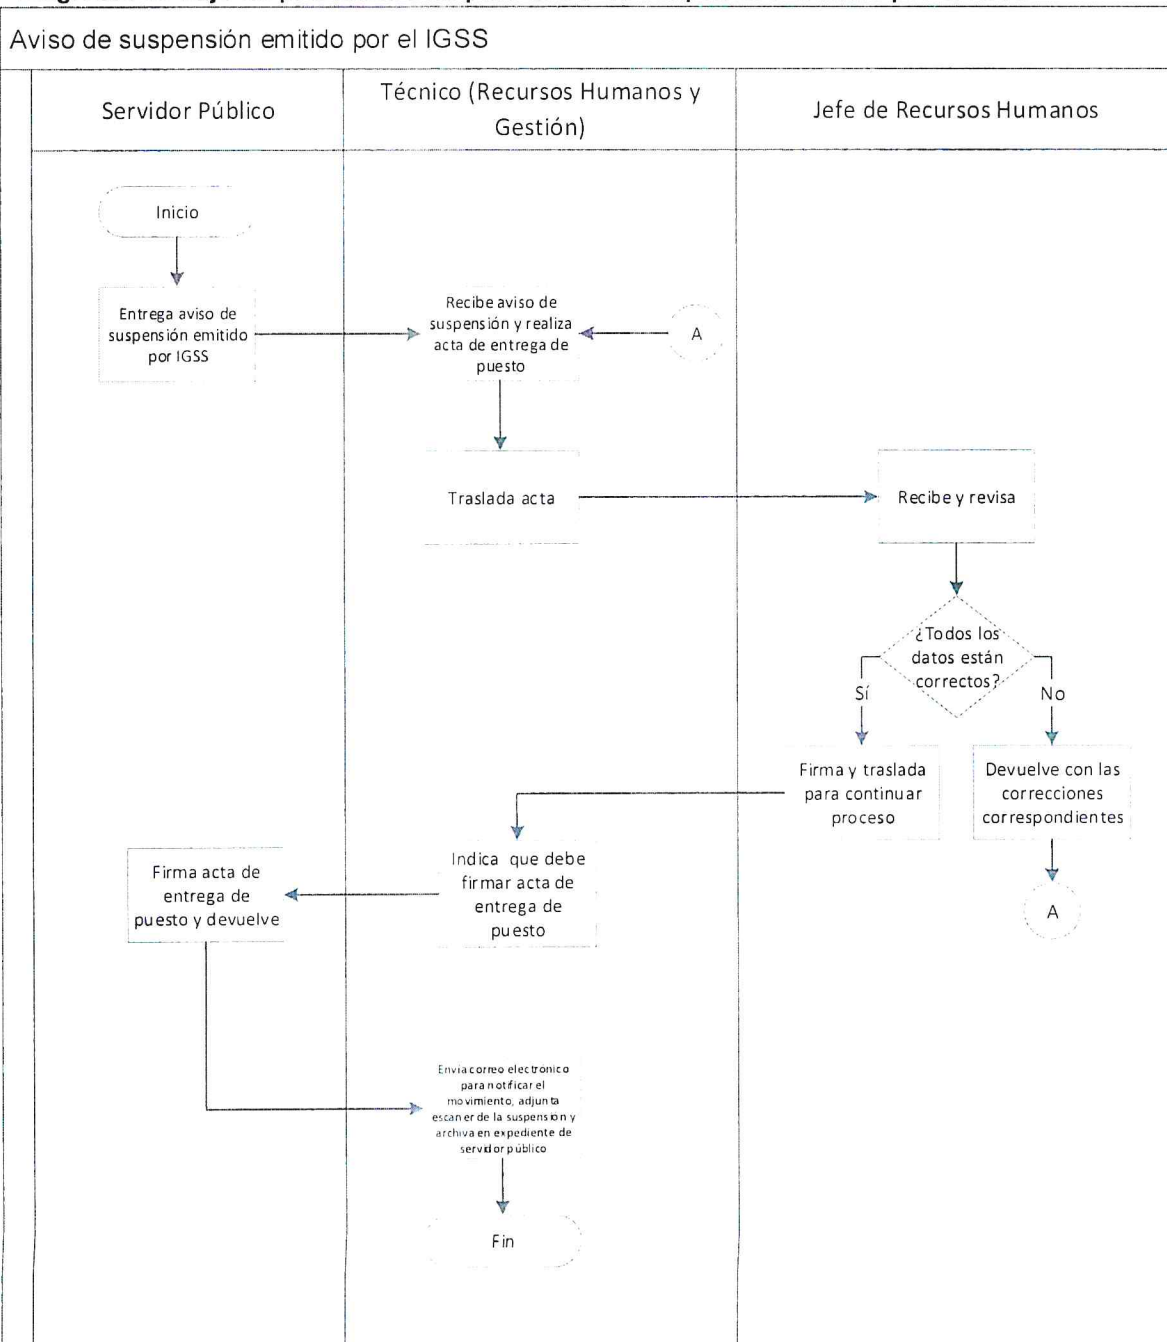 Aviso de suspensión emitido por el IGSS
Servidor Público
Técnico (Recursos Humanos y
Gestión)
Jefe de Recursos Humanos
Inicio
Entrega aviso de
suspensión emitido
por IGSS
Recibe aviso de
suspensión y realiza
acta de entrega de
puesto
A
Traslada acta
Recibe y revisa
¿Todos los
datos están
correctos?
Sí
No
Firma y traslada
para continuar
proceso
Devuelve con las
correcciones
correspondientes
A
Indica que debe
firmar acta de
entrega de
puesto
Firma acta de
entrega de
puesto y devuelve
Envía correo electrónico
para notificar el
movimiento, adjunta
escaner de la suspensión y
archiva en expediente de
servidor público
Fin